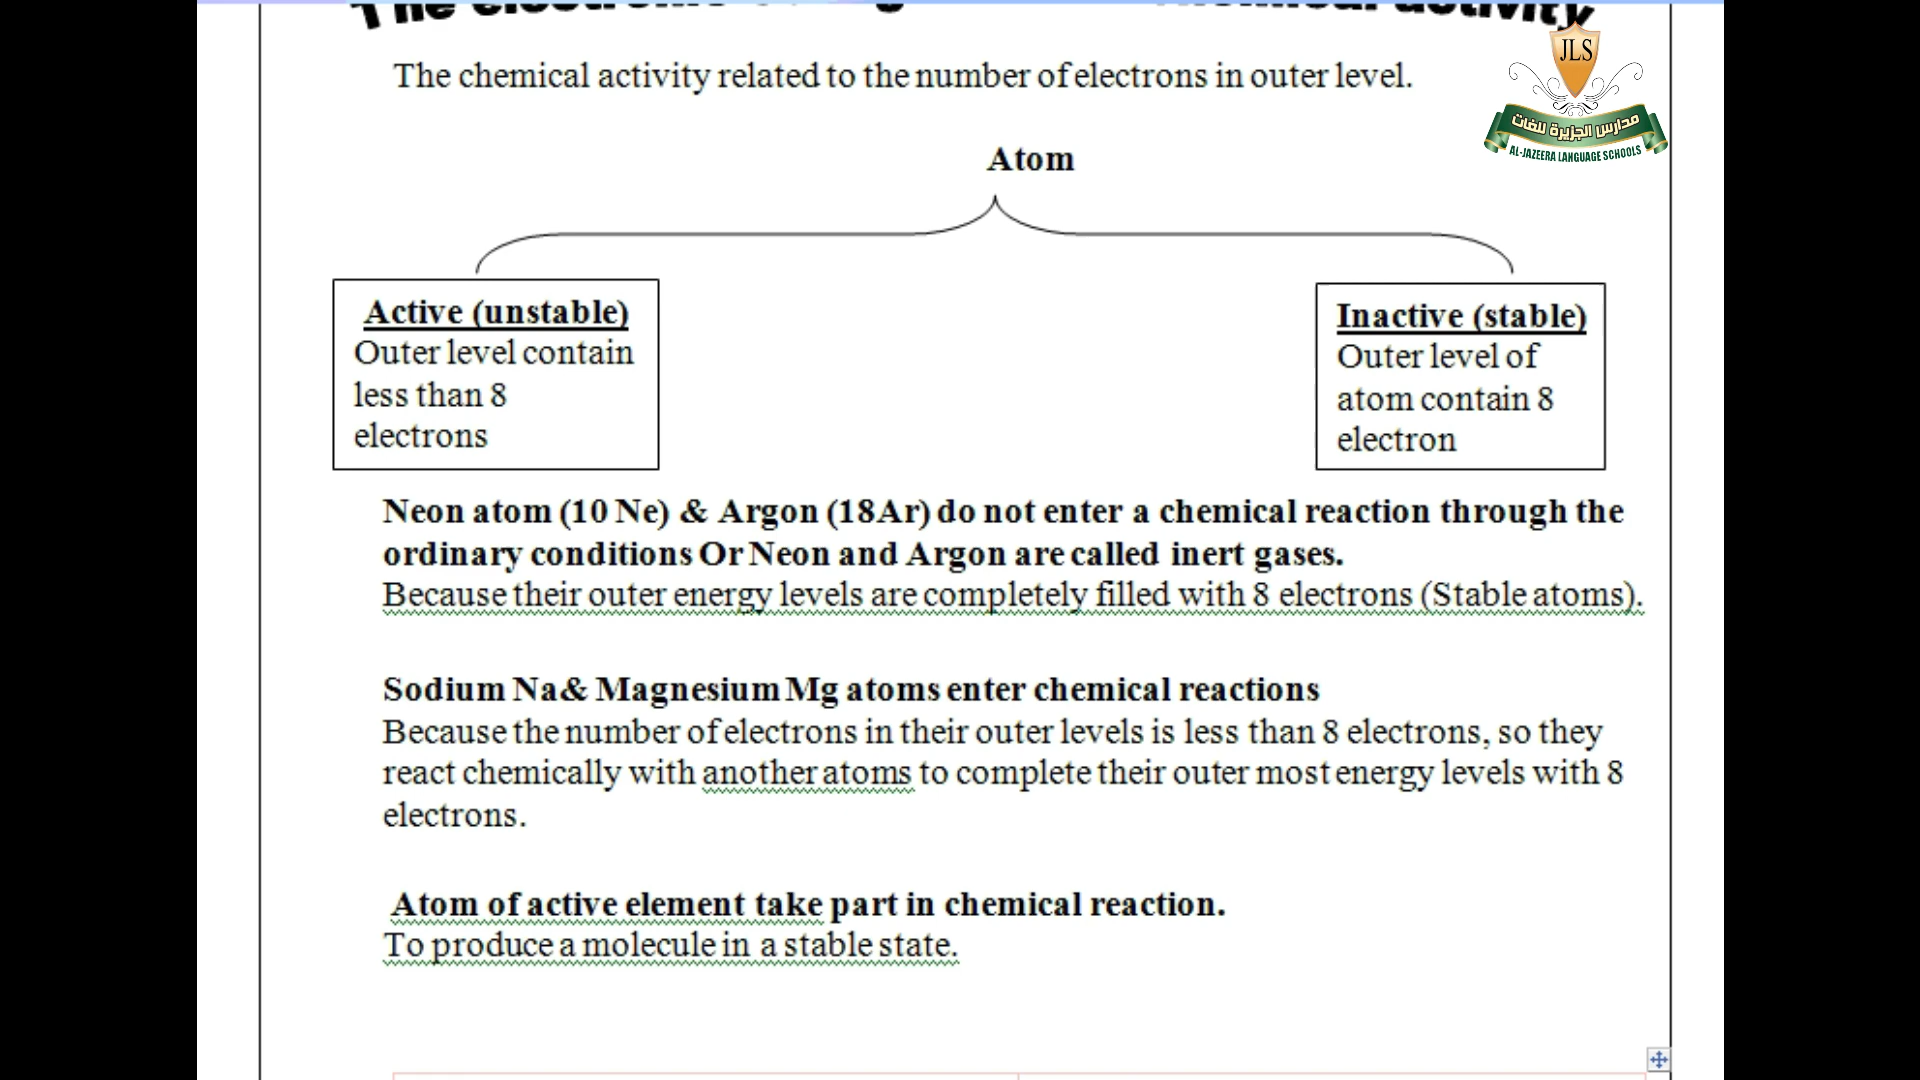 The chemical activity
The chemical activity related to the number of electrons in outer level.
JLS
مدارس الجزيرة للغات
AL-JAZEERA LANGUAGE SCHOOLS
Atom
Active (unstable)
Outer level contain
less than 8
electrons
Inactive (stable)
Outer level of
atom contain 8
electron
Neon atom (10 Ne) & Argon (18Ar) do not enter a chemical reaction through the
ordinary conditions Or Neon and Argon are called inert gases.
Because their outer energy levels are completely filled with 8 electrons (Stable atoms).
Sodium Na& Magnesium Mg atoms enter chemical reactions
Because the number of electrons in their outer levels is less than 8 electrons, so they
react chemically with another atoms to complete their outer most energy levels with 8
electrons.
Atom of active element take part in chemical reaction.
To produce a molecule in a stable state.